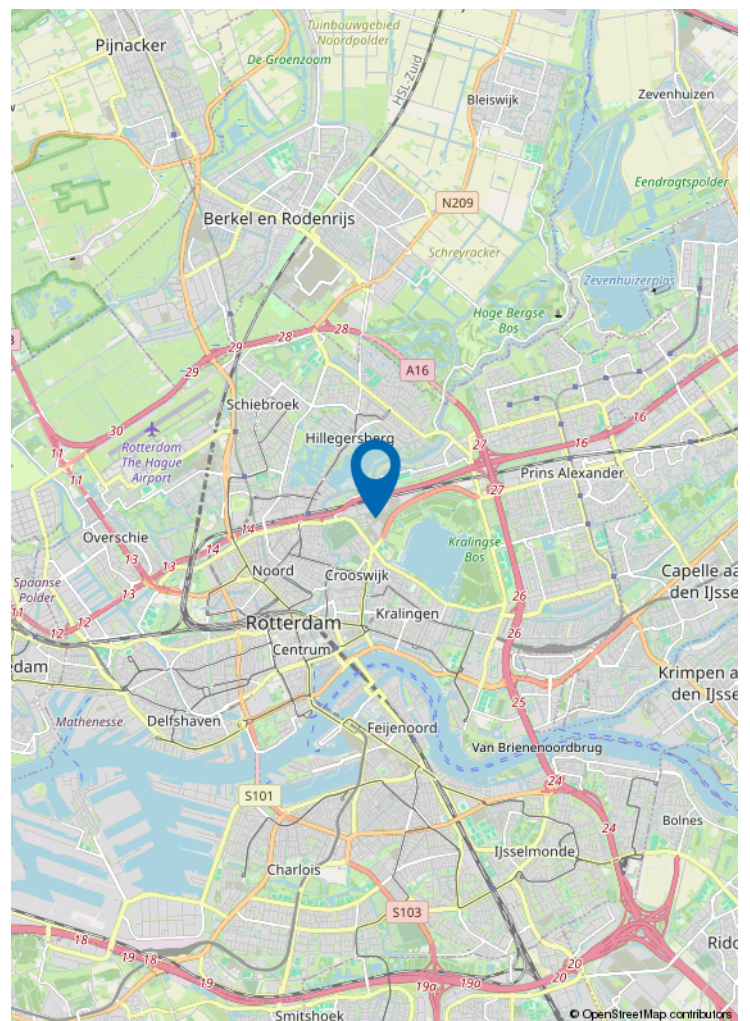 Tuinbouwgebied
Noordpolder
Pijnacker
De Groenzoom
HSL-Zuid
Bleiswijk
Zevenhuizen
Eendragtspolder
N209
Berkel en Rodenrijs
Schreyracker
Zevenhuizerplas
Hoge Bergse
Bos
28
28
29
29
A16
Schiebroek
30
Rotterdam
The Hague
Airport
Hillegersberg
27
16
16
11
11
Prins Alexander
27
14
14
Overschie
13
13
Kralingse
Bos
Spaanse
Polder
Noord
Crooswijk
26
Capelle aa
den IJsse
11
12
12
Kralingen
26
Rotterdam
Centrum
edam
Krimpen a
den IJsse
25
Mathenesse
Delfshaven
Feijenoord
Van Brienenoordbrug
24
S101
24
Bolnes
IJsselmonde
Charlois
S103
18
18
19
19
19a
19a
20
20
Ridd
Smitshoek
© OpenStreetMap contributors